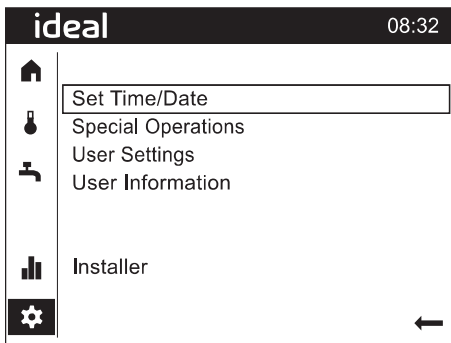 ideal 08:32
Set Time/Date
Special Operations
User Settings
User Information
Installer